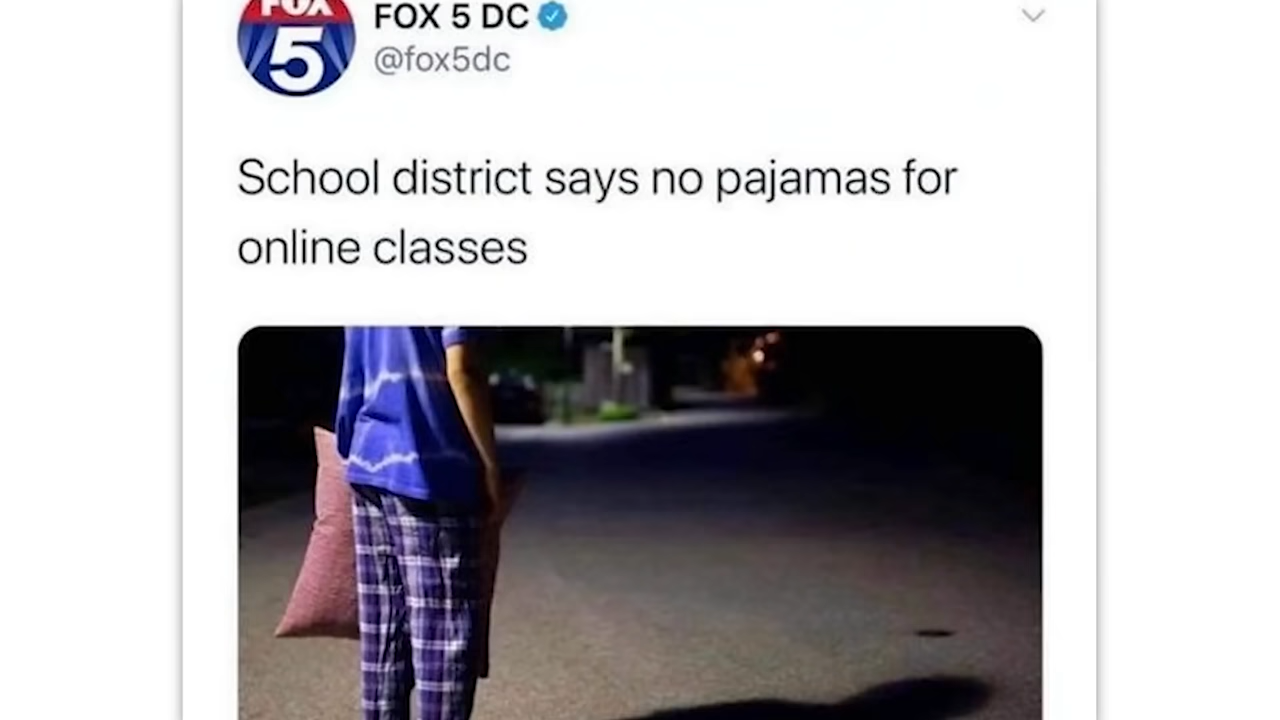 FOX
5
FOX 5 DC
@fox5dc
School district says no pajamas for
online classes